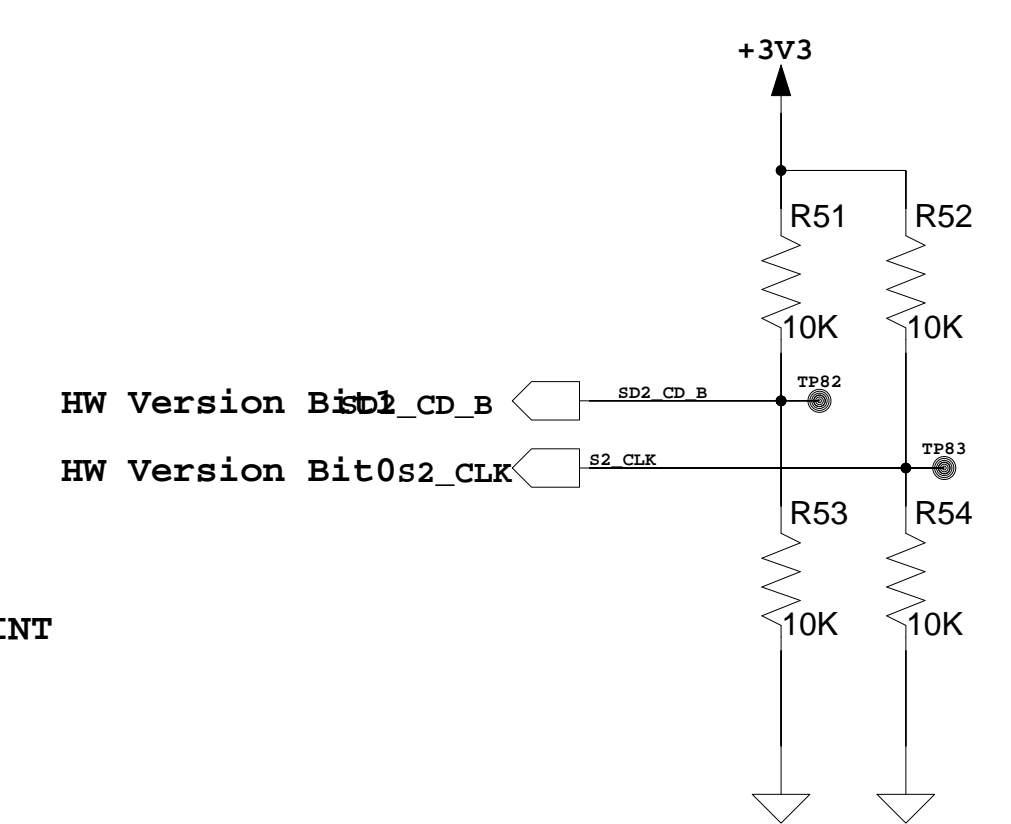 +3V3
R51 R52
10K 10K
HW Version Bit1 SD2_CD_B SD2_CD_B TP82
HW Version Bit0 S2_CLK S2_CLK TP83
R53 R54
10K 10K
INT